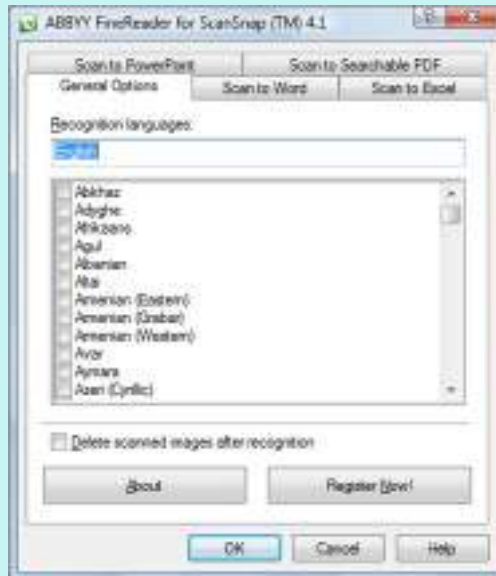 ABBYY FineReader for ScanSnap (TM) 4.1
Scan to PowerPoint
Scan to Searchable PDF
General Options
Scan to Word
Scan to Excel
Recognition languages:
English
Abkhaz
Adyghe
Afrikaans
Agul
Albanian
Altai
Armenian (Eastern)
Armenian (Grabar)
Armenian (Western)
Avar
Aymara
Azeri (Cyrillic)
Delete scanned images after recognition
About
Register Now!
OK
Cancel
Help